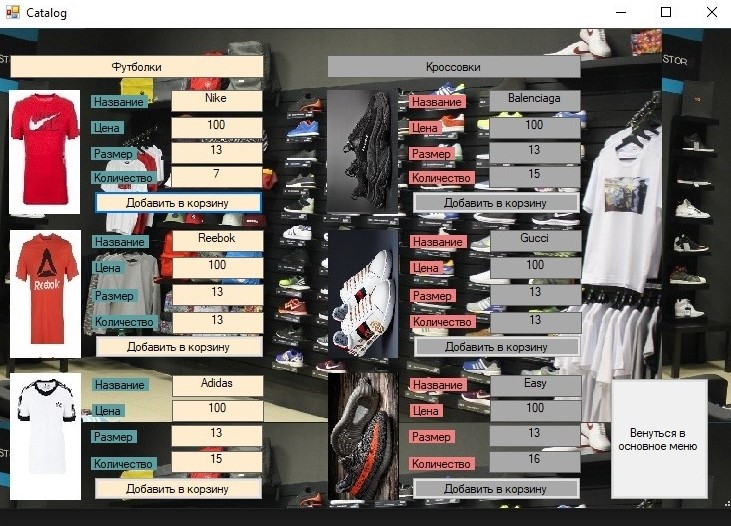 Catalog
Футболки
Кроссовки
Название Nike
Цена 100
Размер 13
Количество 7
Добавить в корзину
Название Balenciaga
Цена 100
Размер 13
Количество 15
Добавить в корзину
Название Reebok
Цена 100
Размер 13
Количество 13
Добавить в корзину
Reebok
Название Gucci
Цена 100
Размер 13
Количество 13
Добавить в корзину
Название Adidas
Цена 100
Размер 13
Количество 15
Добавить в корзину
Название Easy
Цена 100
Размер 13
Количество 16
Добавить в корзину
Венуться в
основное меню
STOR